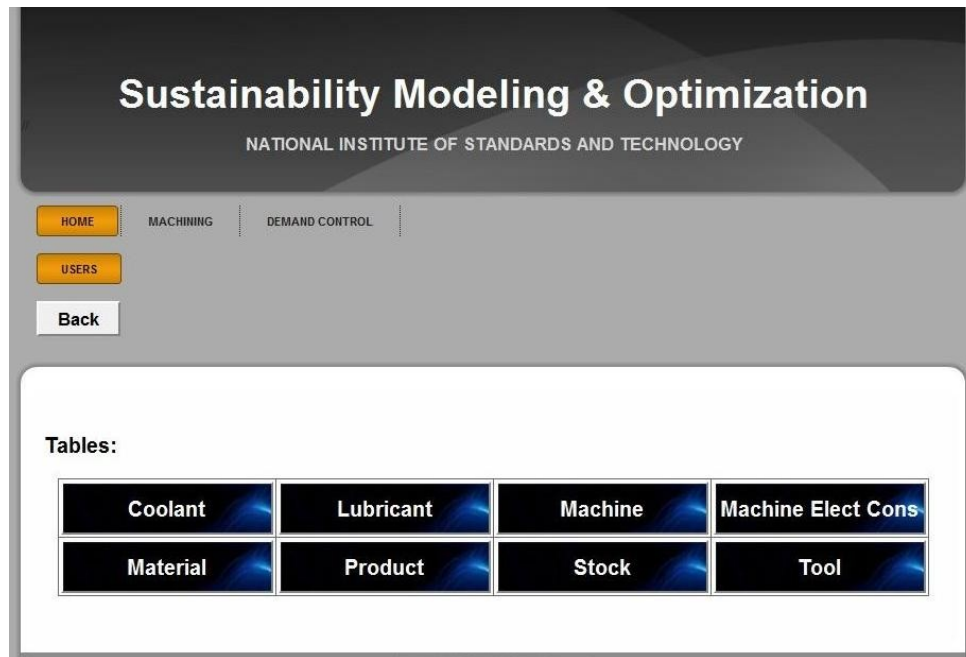 Sustainability Modeling & Optimization
NATIONAL INSTITUTE OF STANDARDS AND TECHNOLOGY
HOME MACHINING DEMAND CONTROL
USERS
Back
Tables:
Coolant Lubricant Machine Machine Elect Cons
Material Product Stock Tool